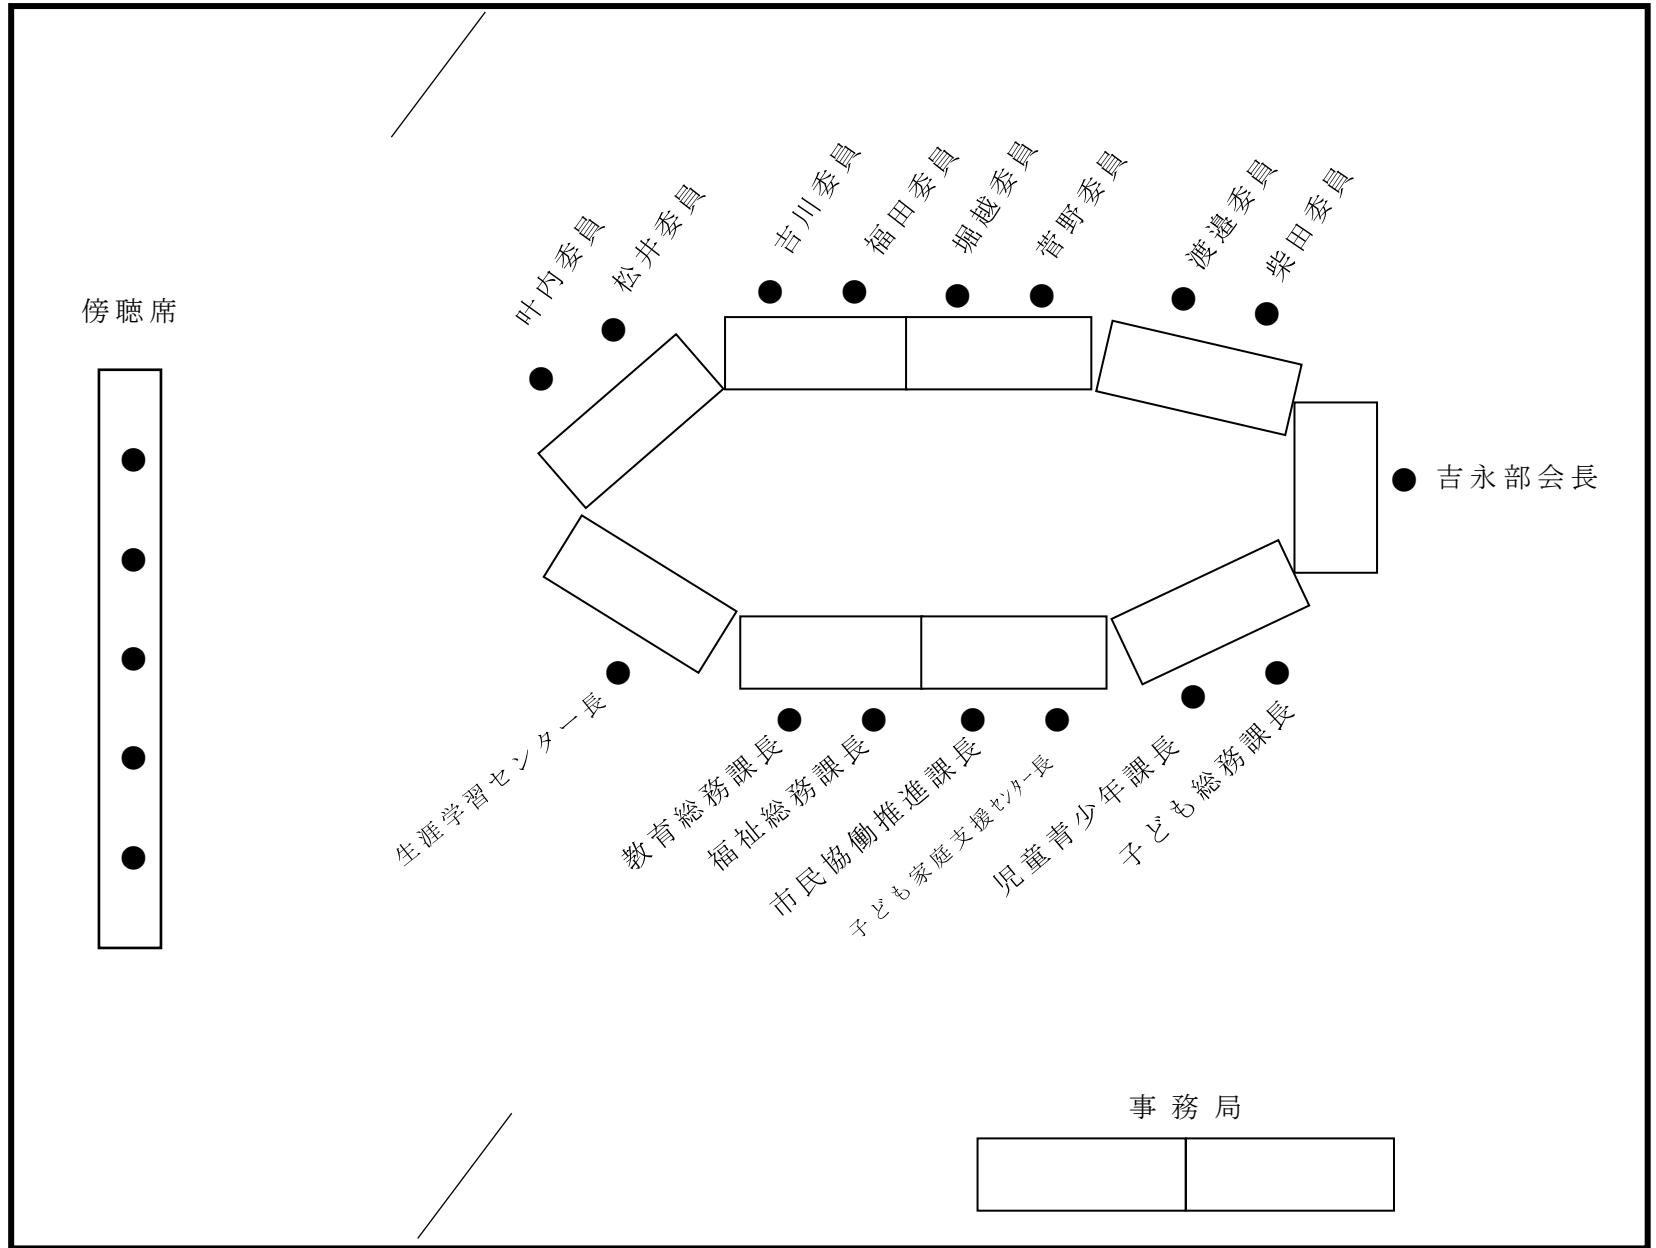 叶内委員
松井委員
吉川委員
福田委員
堀越委員
菅野委員
渡邉委員
柴田委員
傍聴席
吉永部会長
生涯学習センター長
教育総務課長
福祉総務課長
市民協働推進課長
子ども家庭支援センター長
児童青少年課長
子ども総務課長
事務局